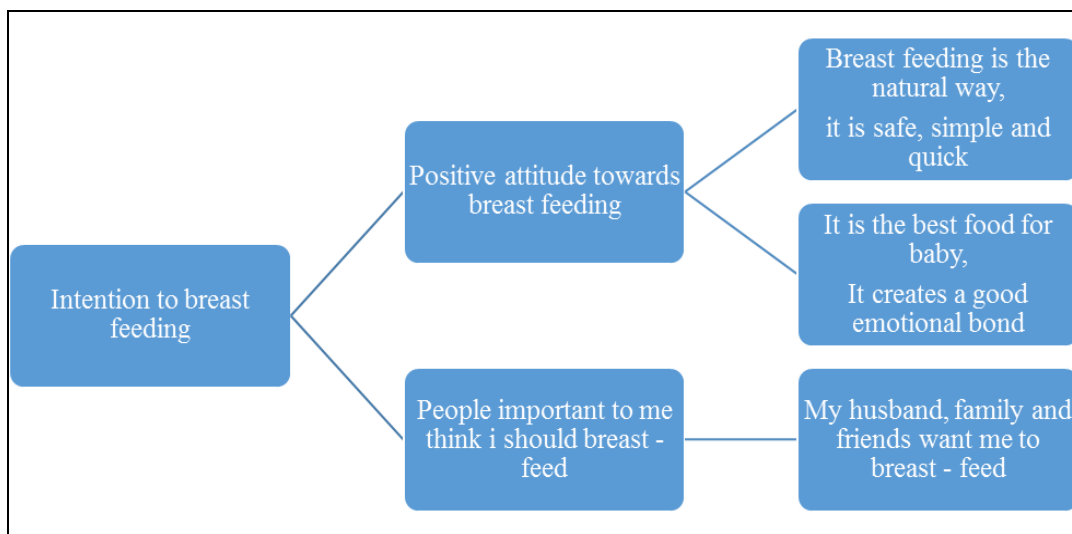 Intention to breast
feeding
Positive attitude towards
breast feeding
People important to me
think i should breast -
feed
Breast feeding is the
natural way,
it is safe, simple and
quick
It is the best food for
baby,
It creates a good
emotional bond
My husband, family and
friends want me to
breast - feed